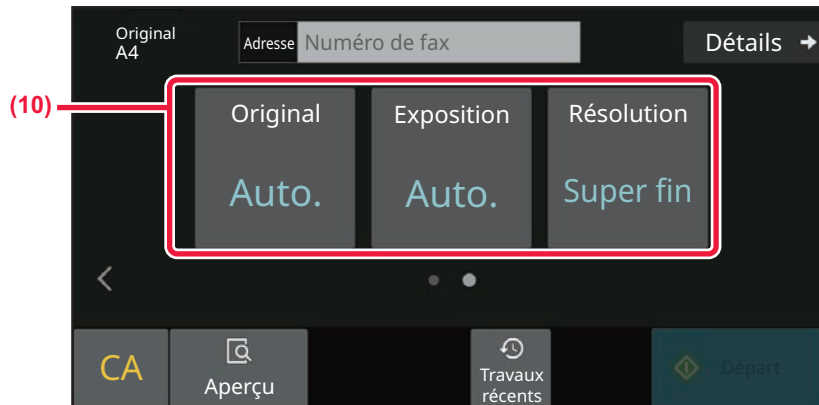 Original
A4
Adresse Numéro de fax
Détails
(10)
Original Exposition Résolution
Auto. Auto. Super fin
CA
Aperçu
Travaux
récents
Départ